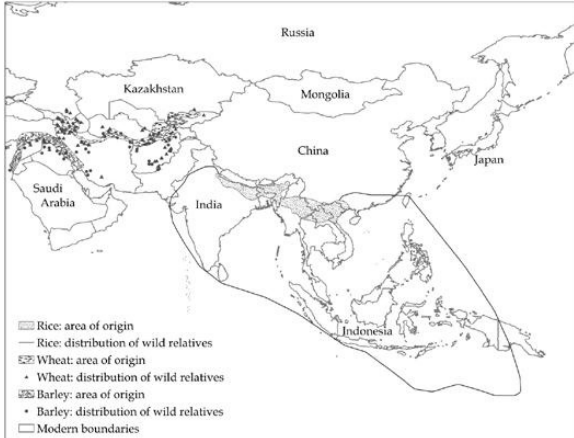 Russia
Kazakhstan
Mongolia
China
Japan
Saudi
Arabia
India
Indonesia
Rice: area of origin
Rice: distribution of wild relatives
Wheat: area of origin
Wheat: distribution of wild relatives
Barley: area of origin
Barley: distribution of wild relatives
Modern boundaries